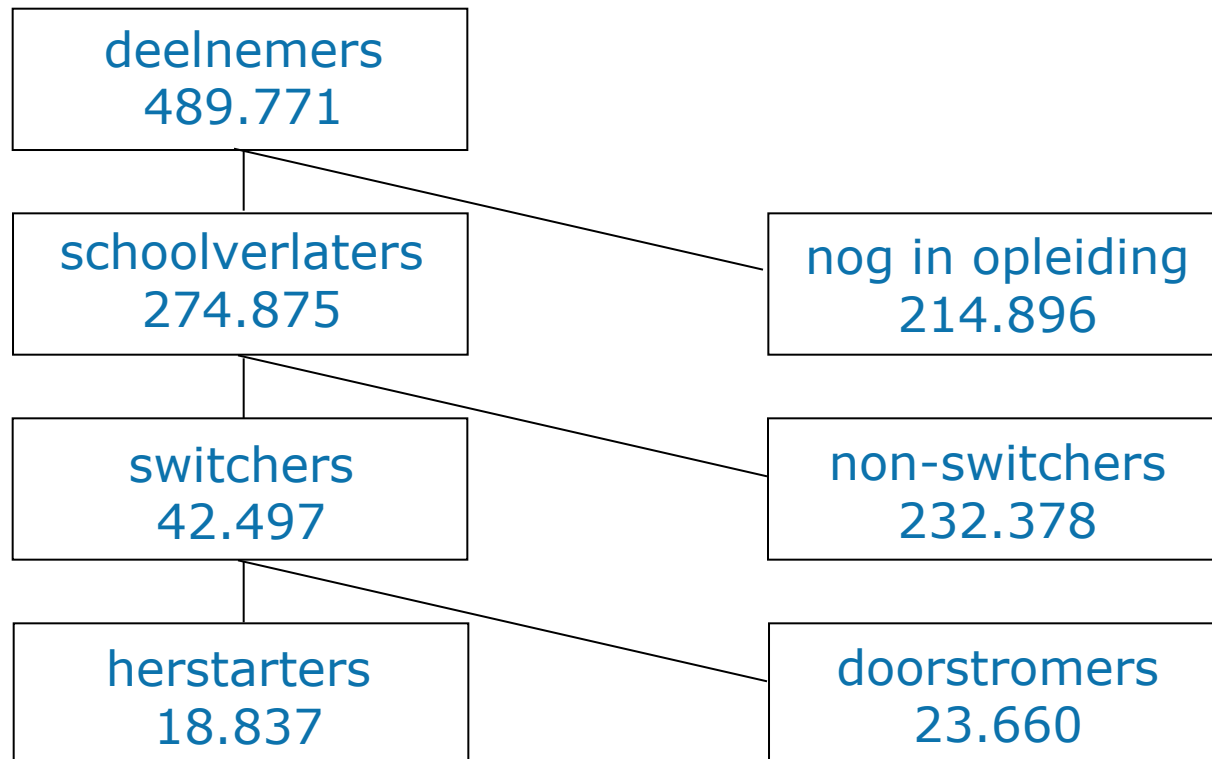 deelnemers
489.771
schoolverlaters
274.875
nog in opleiding
214.896
switchers
42.497
non-switchers
232.378
herstarters
18.837
doorstromers
23.660